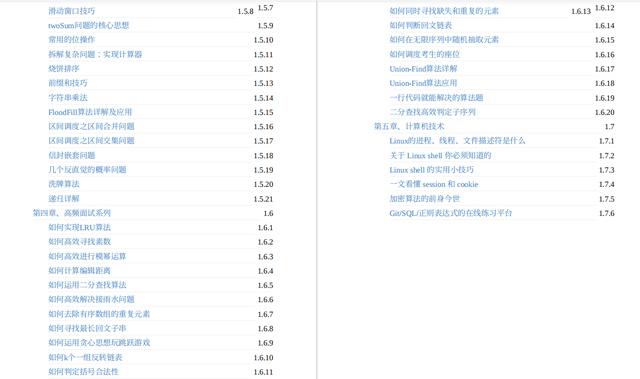 滑动窗口技巧 1.5.8 1.5.7
twoSum问题的核心思想 1.5.9
常用的位操作 1.5.10
拆解复杂问题：实现计算器 1.5.11
烧饼排序 1.5.12
前缀和技巧 1.5.13
字符串乘法 1.5.14
FloodFill算法详解及应用 1.5.15
区间调度之区间合并问题 1.5.16
区间调度之区间交集问题 1.5.17
信封嵌套问题 1.5.18
几个反直觉的概率问题 1.5.19
洗牌算法 1.5.20
递归详解 1.5.21
第四章、高频面试系列 1.6
如何实现LRU算法 1.6.1
如何高效寻找素数 1.6.2
如何高效进行模幂运算 1.6.3
如何计算编辑距离 1.6.4
如何运用二分查找算法 1.6.5
如何高效解决接雨水问题 1.6.6
如何去除有序数组的重复元素 1.6.7
如何寻找最长回文子串 1.6.8
如何运用贪心思想玩跳跃游戏 1.6.9
如何k个一组反转链表 1.6.10
如何判定括号合法性 1.6.11
如何同时寻找缺失和重复的元素 1.6.13 1.6.12
如何判断回文链表 1.6.14
如何在无限序列中随机抽取元素 1.6.15
如何调度考生的座位 1.6.16
Union-Find算法详解 1.6.17
Union-Find算法应用 1.6.18
一行代码就能解决的算法题 1.6.19
二分查找高效判定子序列 1.6.20
第五章、计算机技术 1.7
Linux的进程、线程、文件描述符是什么 1.7.1
关于 Linux shell 你必须知道的 1.7.2
Linux shell 的实用小技巧 1.7.3
一文看懂 session 和 cookie 1.7.4
加密算法的前身今世 1.7.5
Git/SQL/正则表达式的在线练习平台 1.7.6